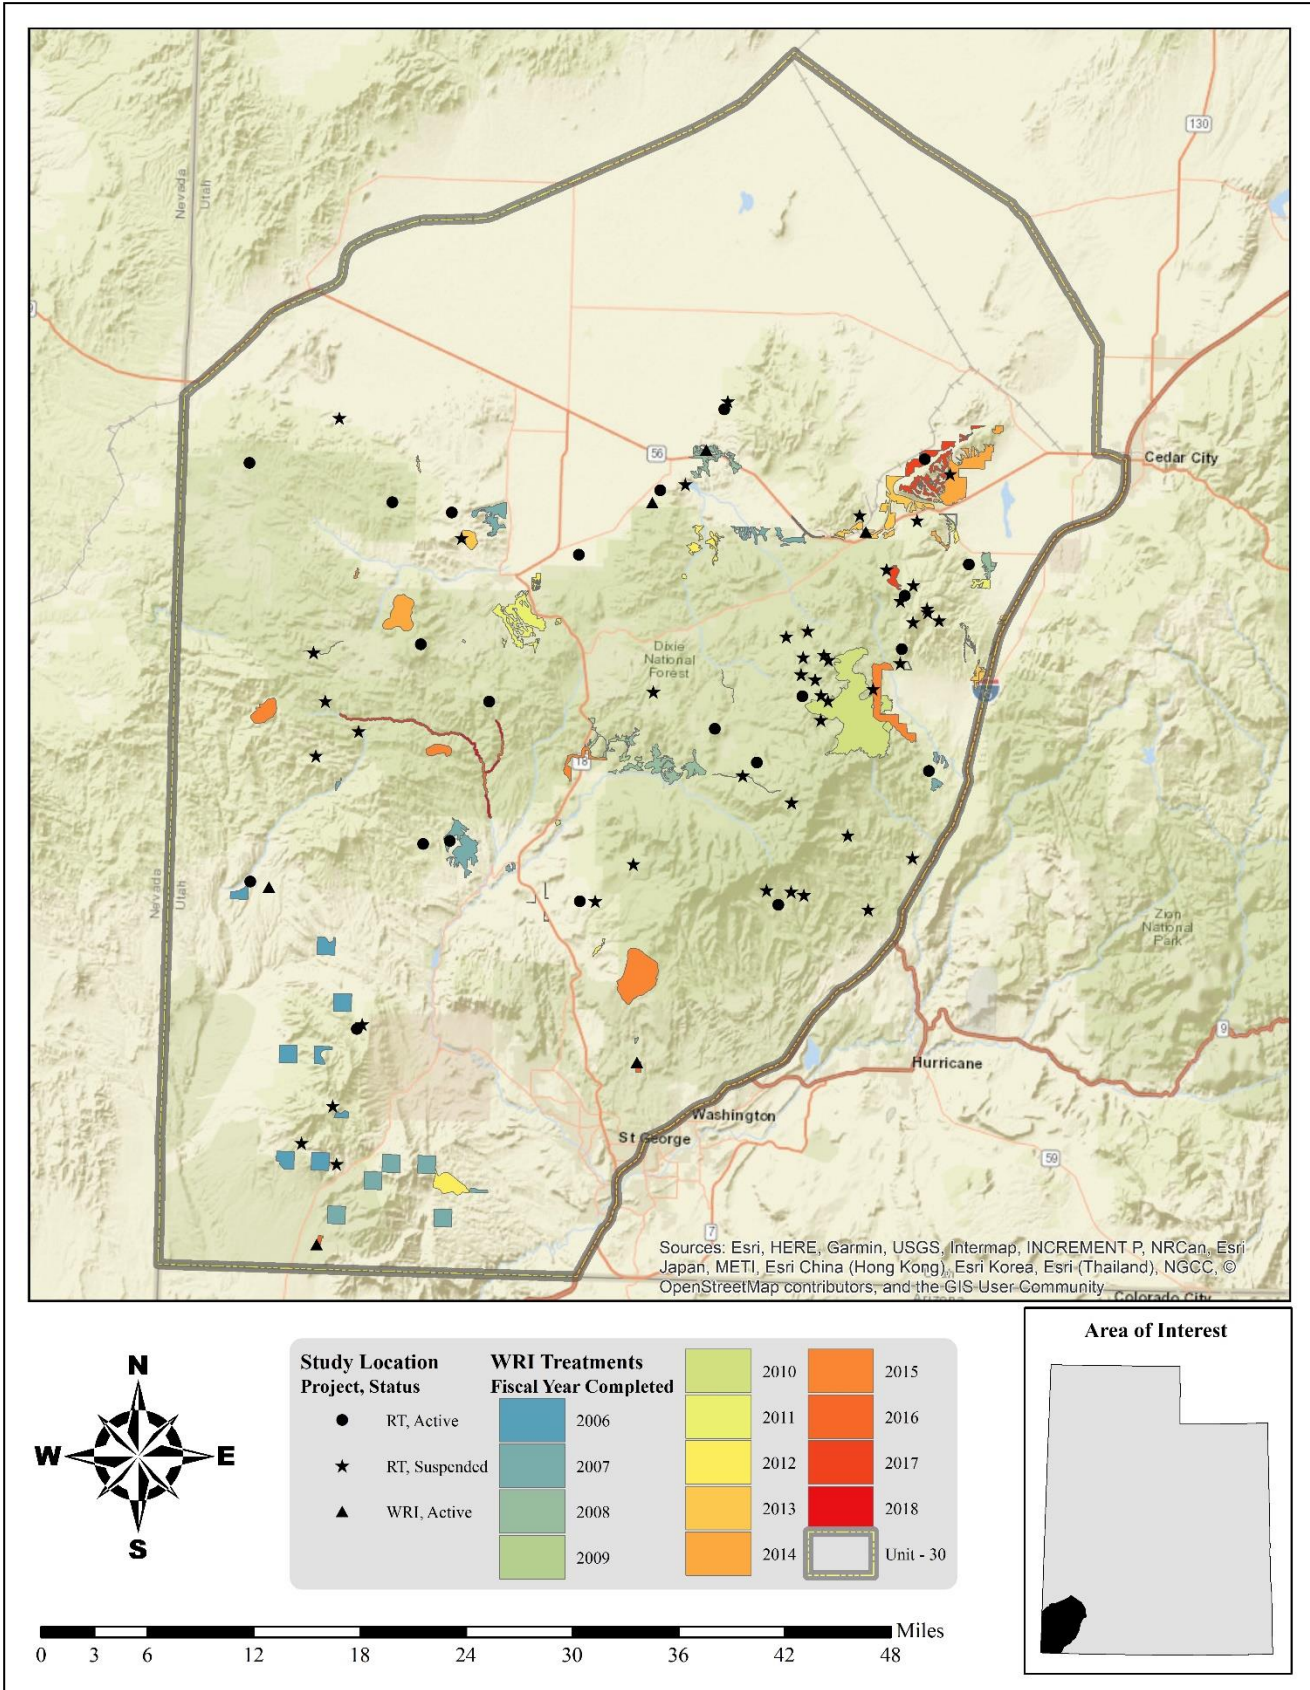 130
Nevada
Utah
56
Cedar City
Dixie
National
Forest
18
Nevada
Utah
Zion
National
Park
9
Hurricane
Washington
St George
59
7
Sources: Esri, HERE, Garmin, USGS, Intermap, INCREMENT P, NRCan, Esri
Japan, METI, Esri China (Hong Kong), Esri Korea, Esri (Thailand), NGCC, ©
OpenStreetMap contributors, and the GIS User Community
Arizona
Colorado City
Area of Interest
N
W E
S
Study Location
Project, Status
RT, Active
RT, Suspended
WRI, Active
WRI Treatments
Fiscal Year Completed
2006
2007
2008
2009
2010
2011
2012
2013
2014
2015
2016
2017
2018
Unit - 30
Miles
0 3 6 12 18 24 30 36 42 48